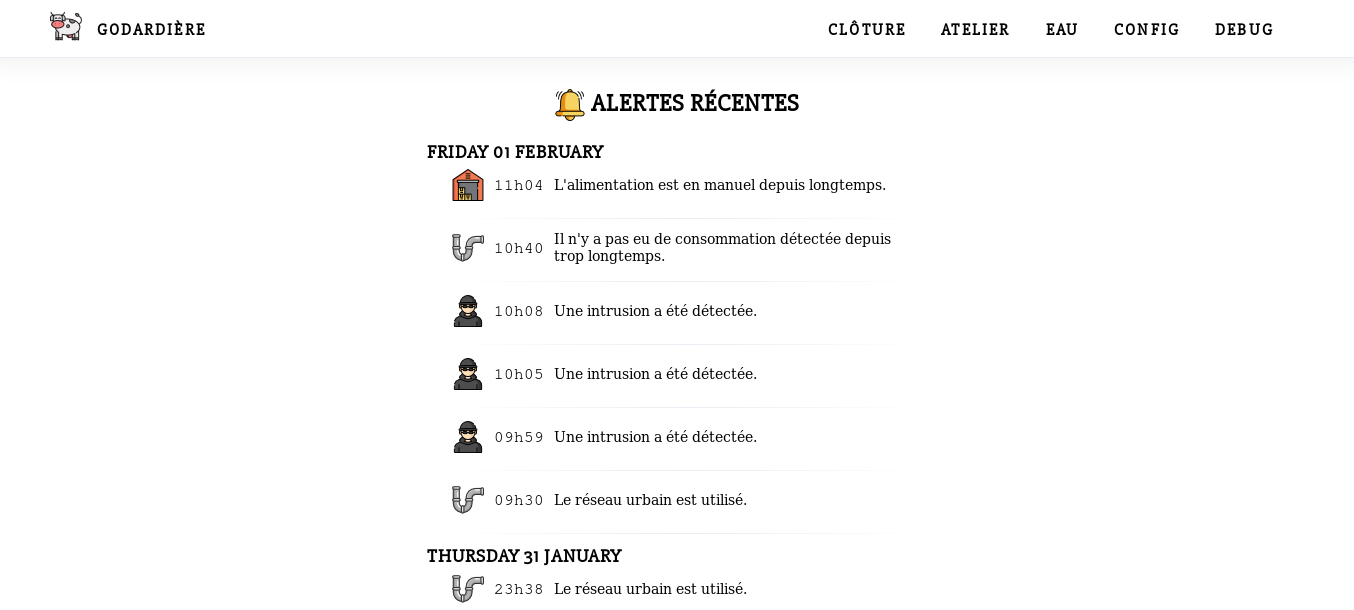 GODARDIÈRE CLÔTURE ATELIER EAU CONFIG DEBUG
ALERTES RÉCENTES
FRIDAY 01 FEBRUARY
11h04 L'alimentation est en manuel depuis longtemps.
10h40 Il n'y a pas eu de consommation détectée depuis
trop longtemps.
10h08 Une intrusion a été détectée.
10h05 Une intrusion a été détectée.
09h59 Une intrusion a été détectée.
09h30 Le réseau urbain est utilisé.
THURSDAY 31 JANUARY
23h38 Le réseau urbain est utilisé.